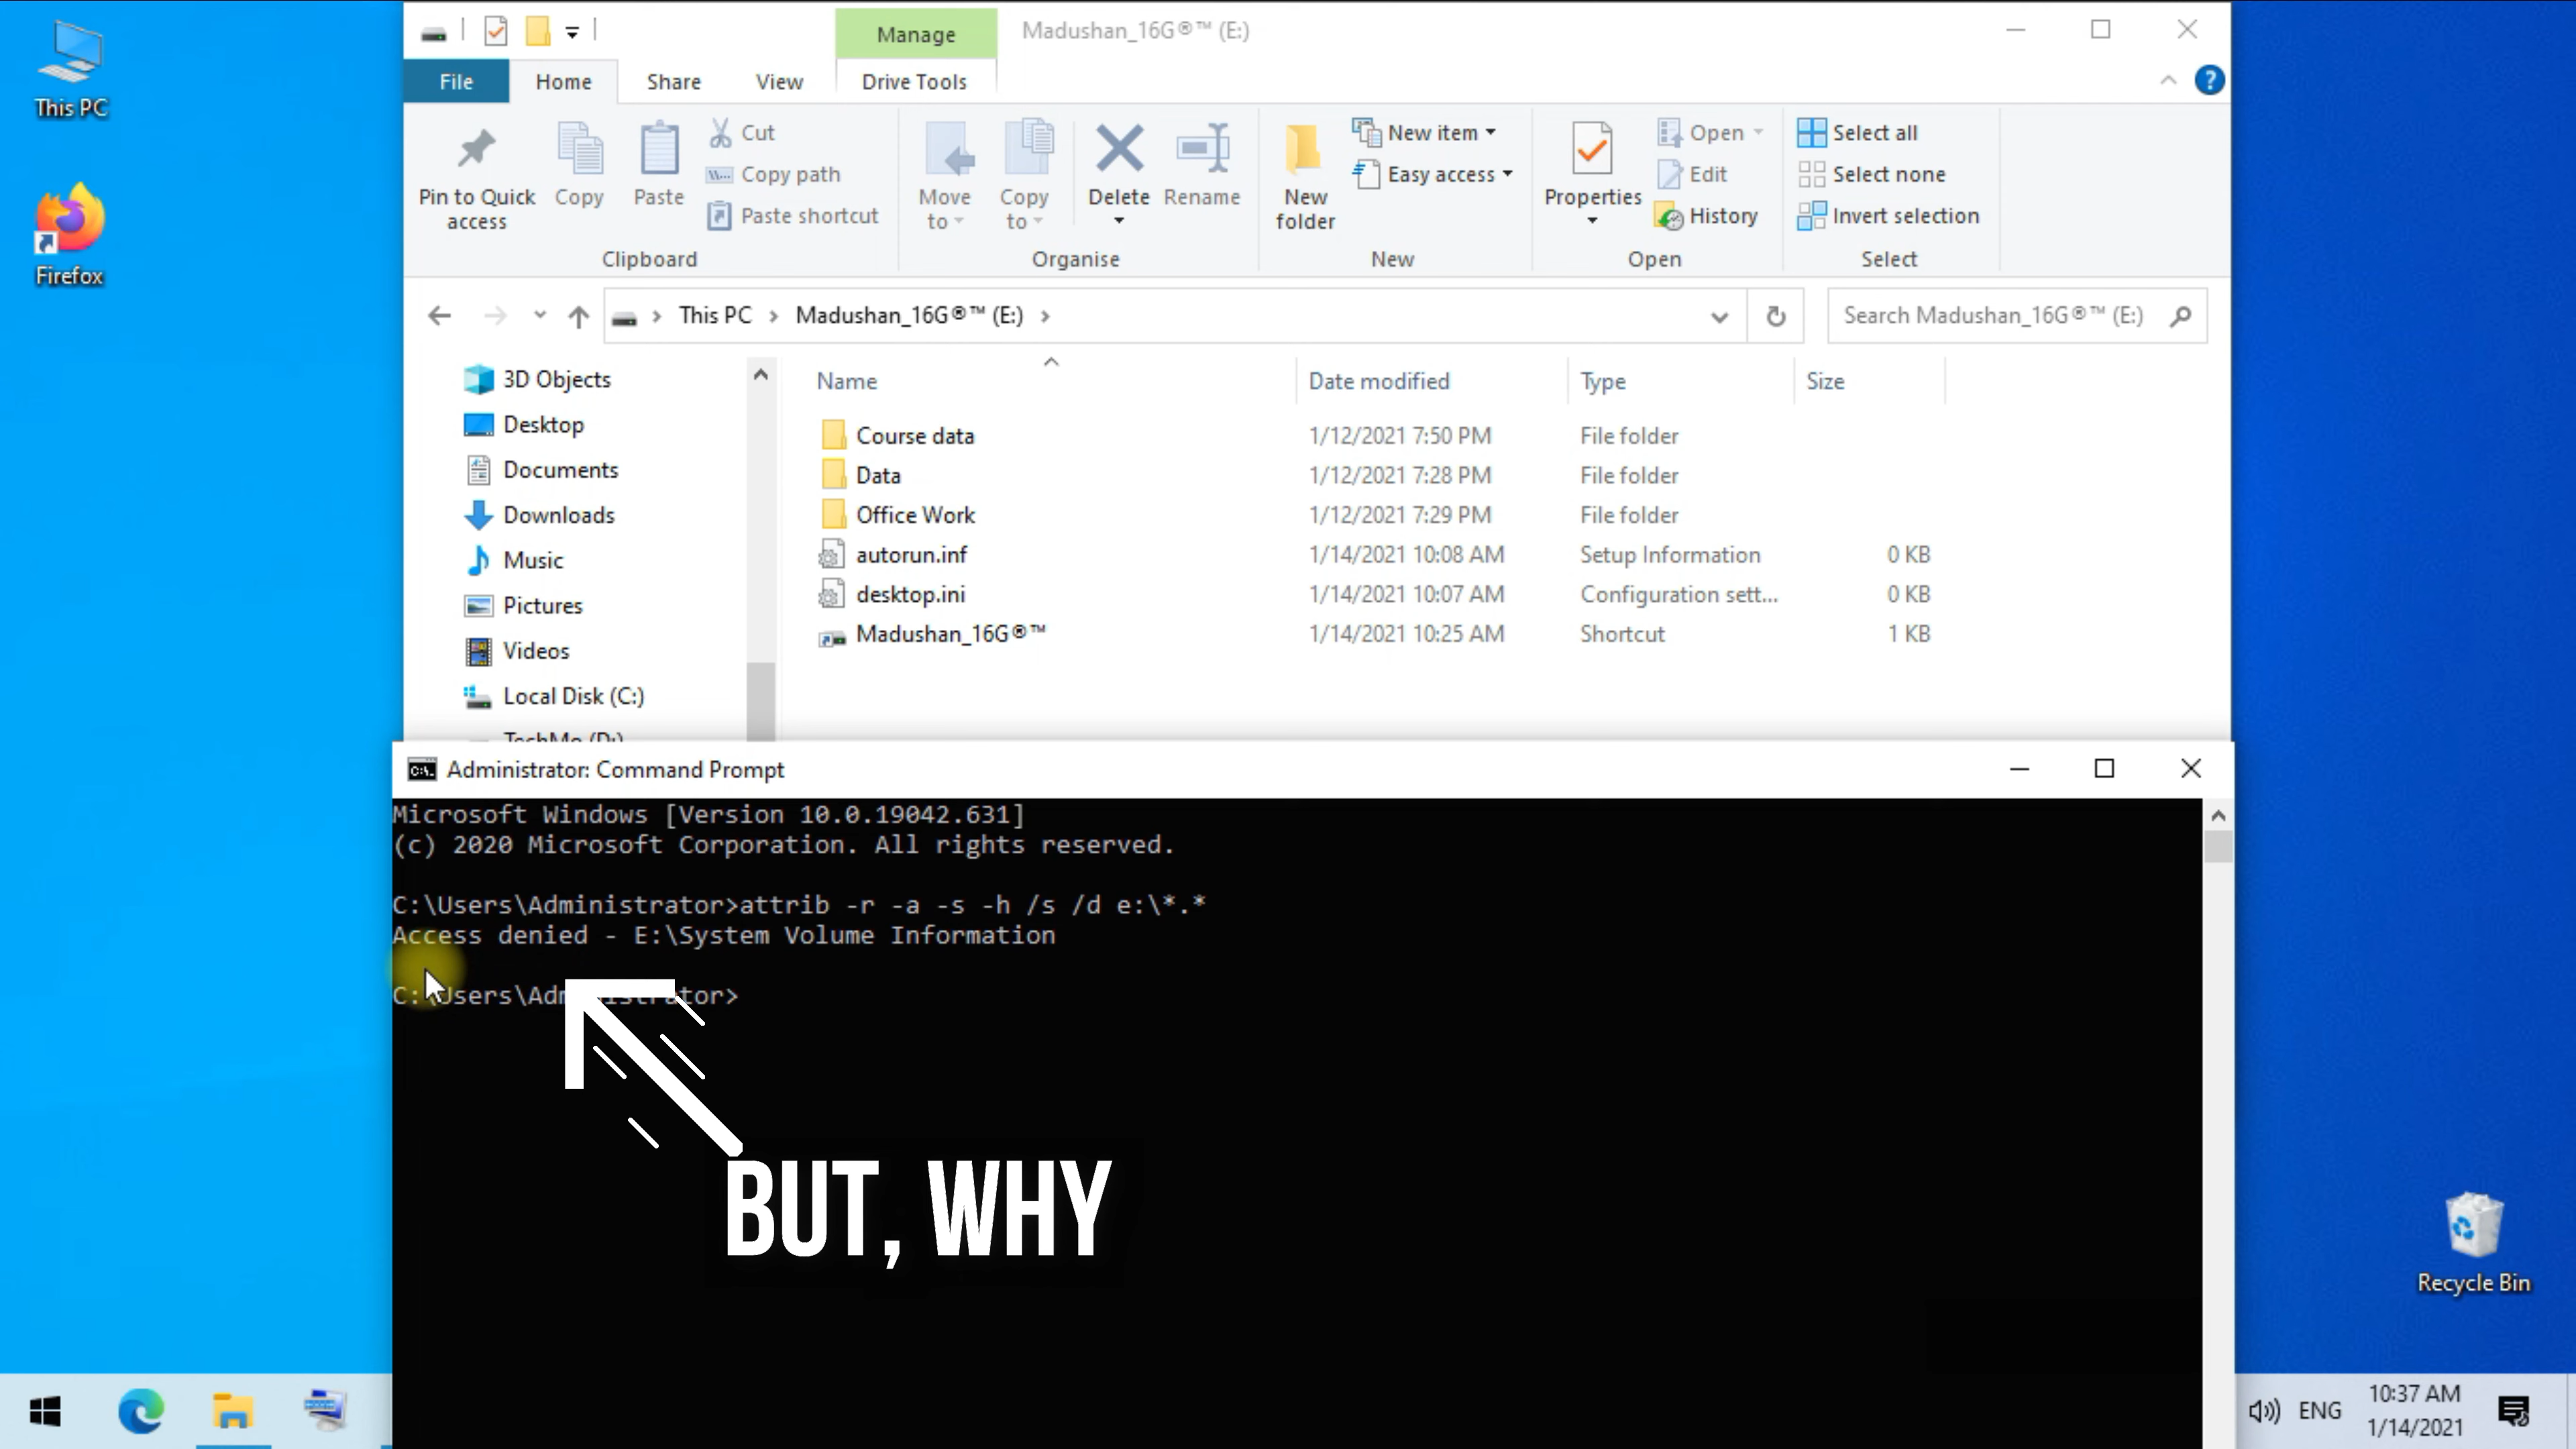 This PC
Firefox
Manage
Madushan_16G®™ (E:)
File
Home
Share
View
Drive Tools
Pin to Quick access
Copy
Paste
Cut
Copy path
Paste shortcut
Clipboard
Move to
Copy to
Delete
Rename
Organise
New folder
New item
Easy access
New
Properties
Open
Edit
History
Open
Select all
Select none
Invert selection
Select
This PC
Madushan_16G®™ (E:)
Search Madushan_16G®™ (E:)
3D Objects
Desktop
Documents
Downloads
Music
Pictures
Videos
Local Disk (C:)
TechMo (D:)
Name Date modified Type Size
Course data 1/12/2021 7:50 PM File folder
Data 1/12/2021 7:28 PM File folder
Office Work 1/12/2021 7:29 PM File folder
autorun.inf 1/14/2021 10:08 AM Setup Information 0 KB
desktop.ini 1/14/2021 10:07 AM Configuration sett... 0 KB
Madushan_16G®™ 1/14/2021 10:25 AM Shortcut 1 KB
Administrator: Command Prompt
Microsoft Windows [Version 10.0.19042.631]
(c) 2020 Microsoft Corporation. All rights reserved.
C:\Users\Administrator>attrib -r -a -s -h /s /d e:\*.*
Access denied - E:\System Volume Information
C:\Users\Administrator>
BUT, WHY
Recycle Bin
ENG
10:37 AM
1/14/2021